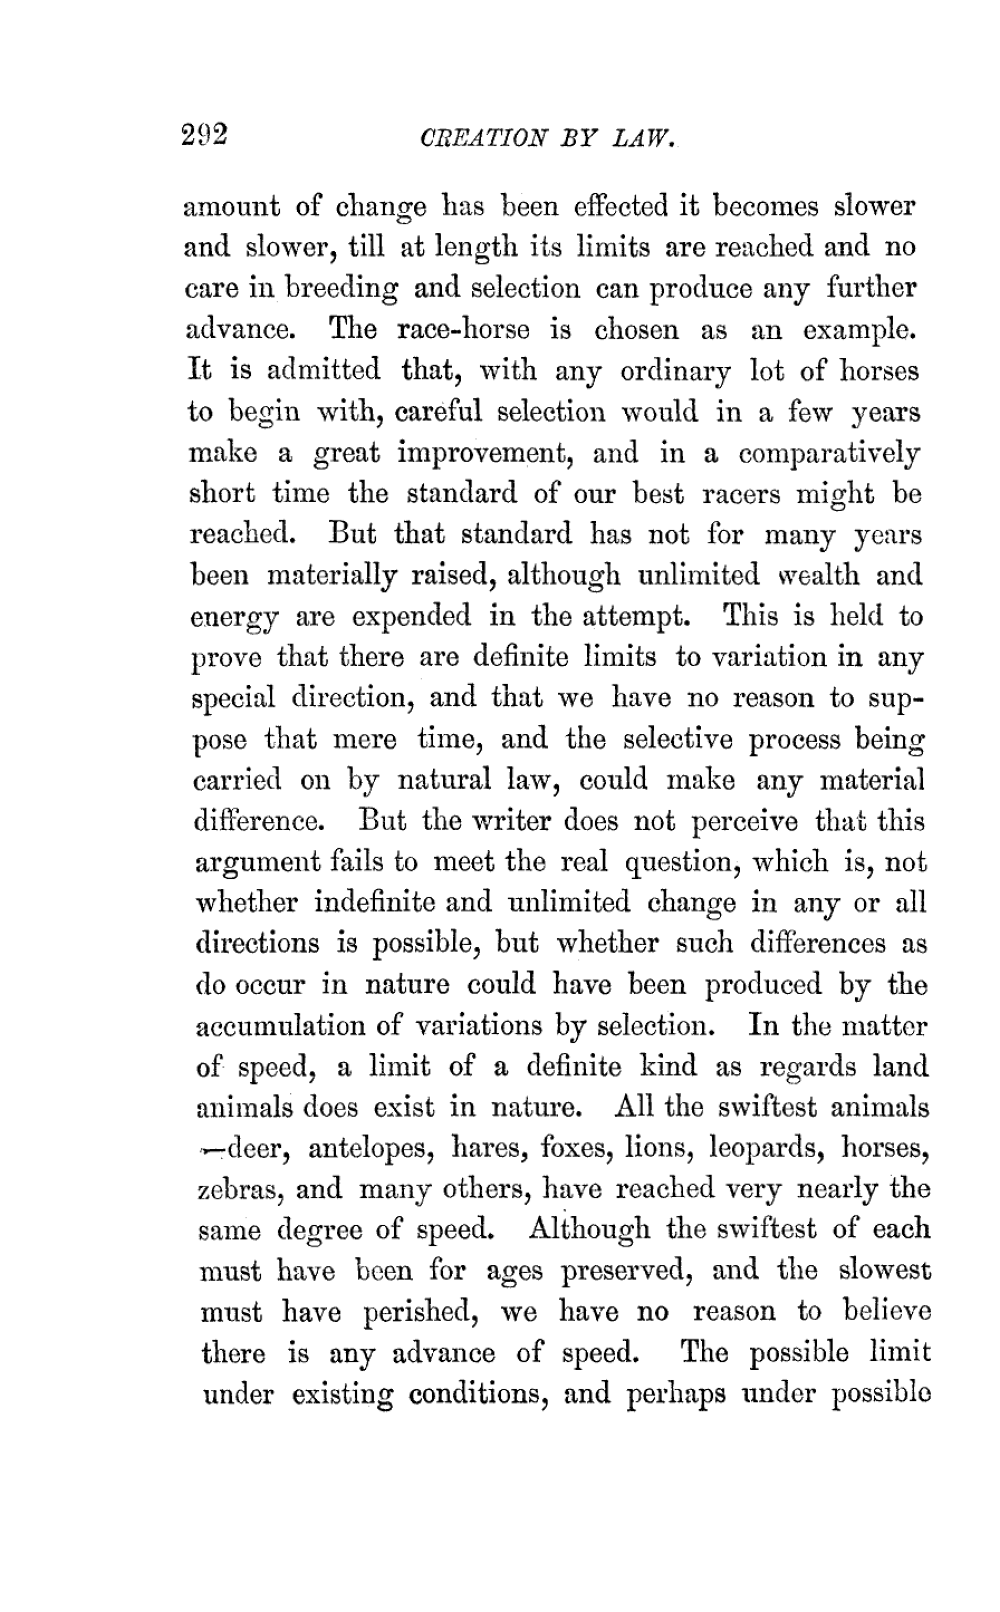 292 CREATION BY LAW.
amount of change has been effected it becomes slower
and slower, till at length its limits are reached and no
care in breeding and selection can produce any further
advance. The race-horse is chosen as an example.
It is admitted that, with any ordinary lot of horses
to begin with, careful selection would in a few years
make a great improvement, and in a comparatively
short time the standard of our best racers might be
reached. But that standard has not for many years
been materially raised, although unlimited wealth and
energy are expended in the attempt. This is held to
prove that there are definite limits to variation in any
special direction, and that we have no reason to sup-
pose that mere time, and the selective process being
carried on by natural law, could make any material
difference. But the writer does not perceive that this
argument fails to meet the real question, which is, not
whether indefinite and unlimited change in any or all
directions is possible, but whether such differences as
do occur in nature could have been produced by the
accumulation of variations by selection. In the matter
of speed, a limit of a definite kind as regards land
animals does exist in nature. All the swiftest animals
—deer, antelopes, hares, foxes, lions, leopards, horses,
zebras, and many others, have reached very nearly the
same degree of speed. Although the swiftest of each
must have been for ages preserved, and the slowest
must have perished, we have no reason to believe
there is any advance of speed. The possible limit
under existing conditions, and perhaps under possible